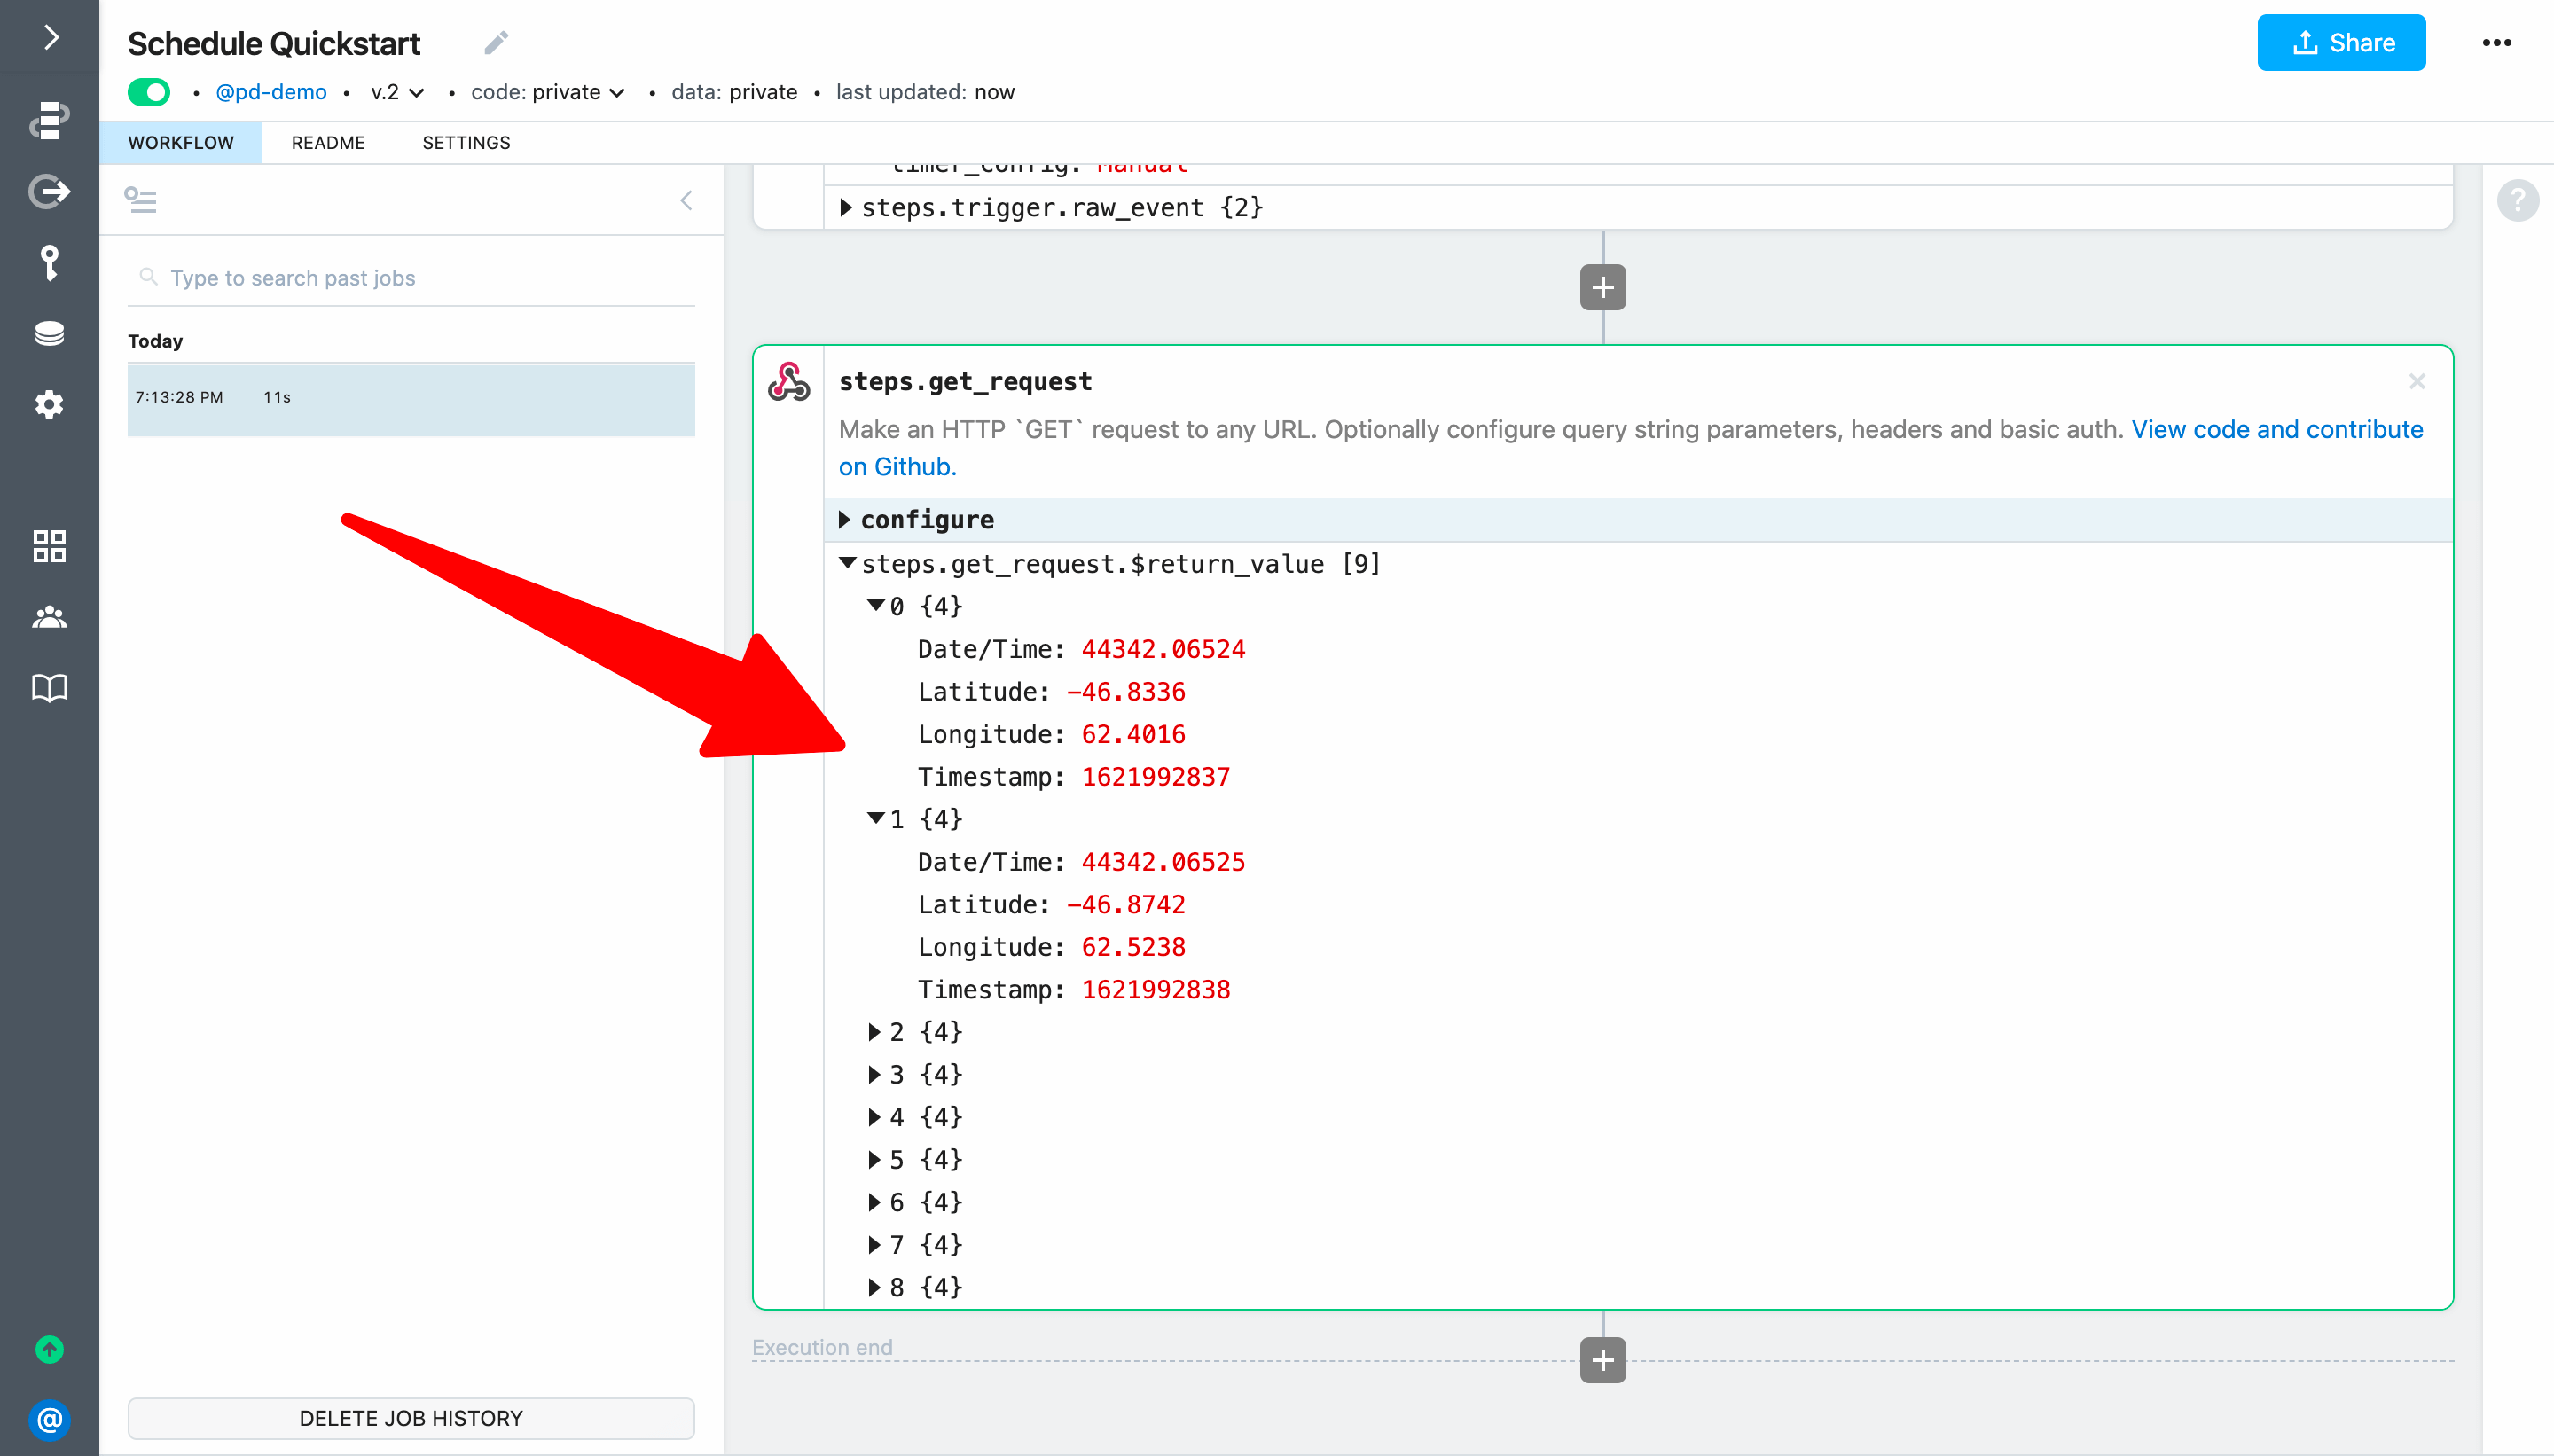 Schedule Quickstart
Share
• @pd-demo • v.2 • code: private • data: private • last updated: now
WORKFLOW README SETTINGS
timer_config: Manual
steps.trigger.raw_event {2}
?
Type to search past jobs
Today
7:13:28 PM 11s
steps.get_request
Make an HTTP `GET` request to any URL. Optionally configure query string parameters, headers and basic auth. View code and contribute
on Github.
configure
steps.get_request.$return_value [9]
0 {4}
Date/Time: 44342.06524
Latitude: −46.8336
Longitude: 62.4016
Timestamp: 1621992837
1 {4}
Date/Time: 44342.06525
Latitude: −46.8742
Longitude: 62.5238
Timestamp: 1621992838
2 {4}
3 {4}
4 {4}
5 {4}
6 {4}
7 {4}
8 {4}
Execution end
DELETE JOB HISTORY
@